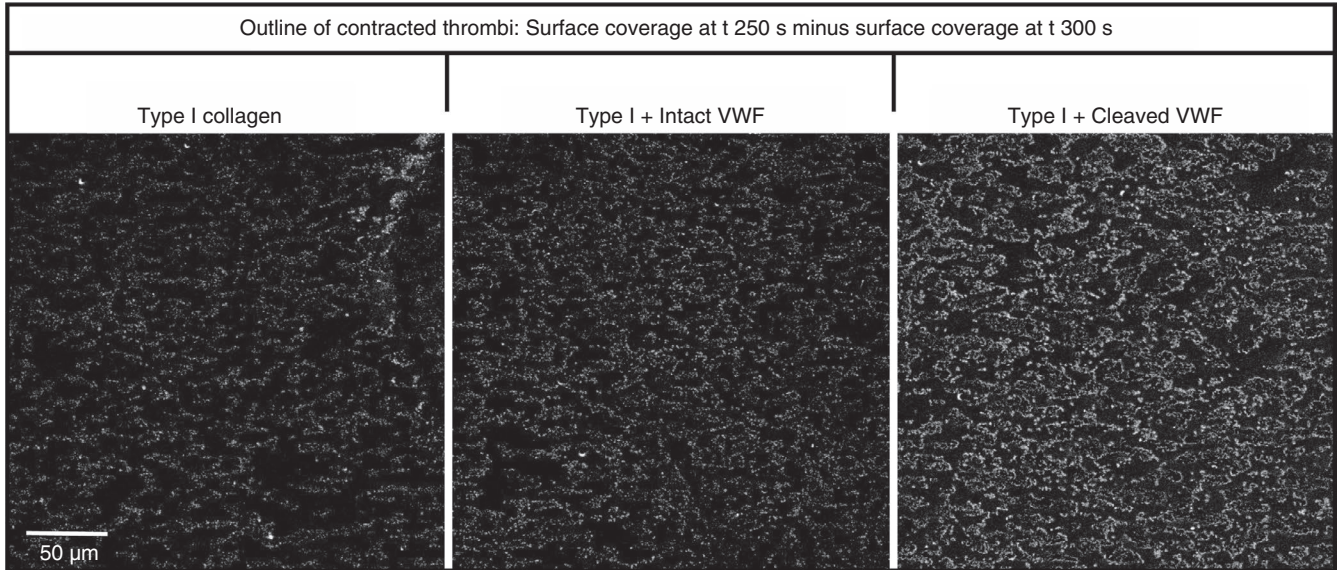 Outline of contracted thrombi: Surface coverage at t 250 s minus surface coverage at t 300 s
Type I collagen
Type I + Intact VWF
Type I + Cleaved VWF
50 µm